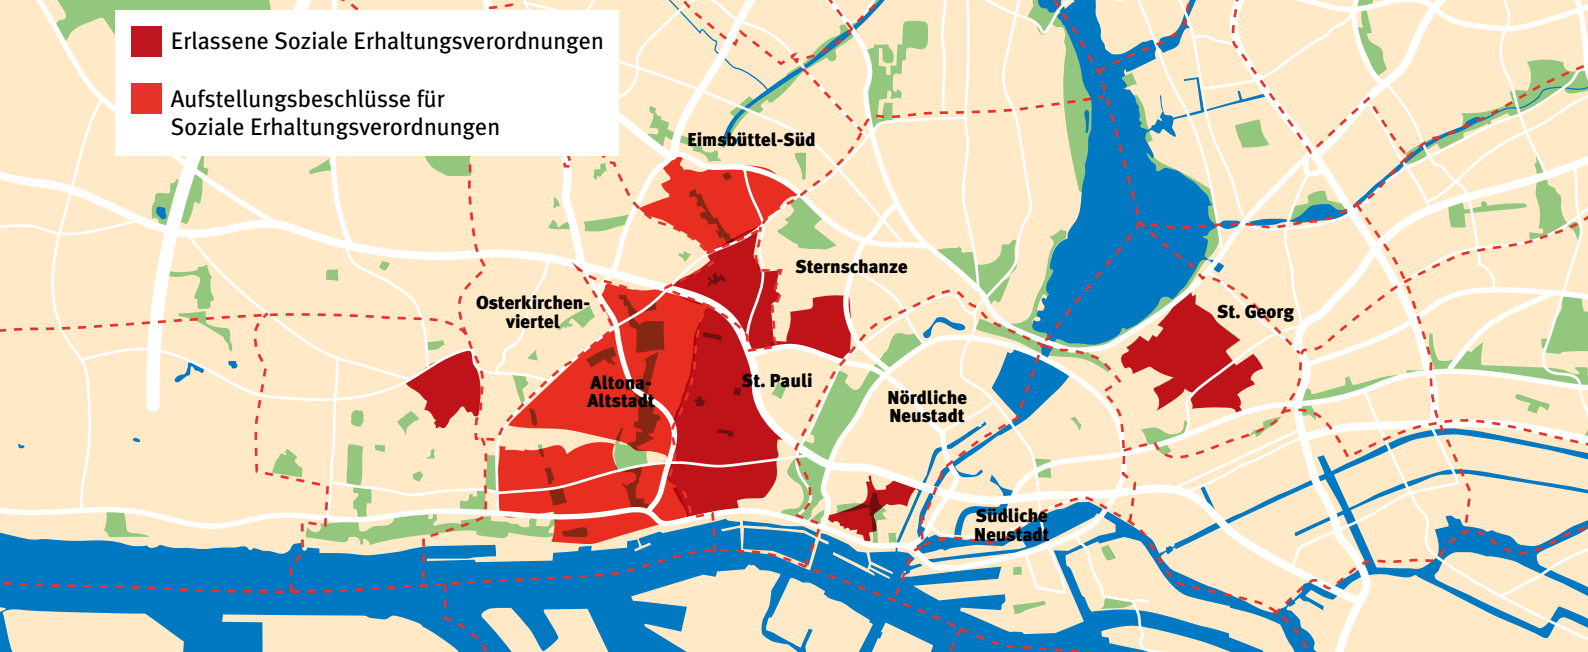 Erlassene Soziale Erhaltungsverordnungen
Aufstellungsbeschlüsse für
Soziale Erhaltungsverordnungen
Eimsbüttel-Süd
Sternschanze
Osterkirchen-
viertel
St. Georg
Altona-
Altstadt
St. Pauli
Nördliche
Neustadt
Südliche
Neustadt